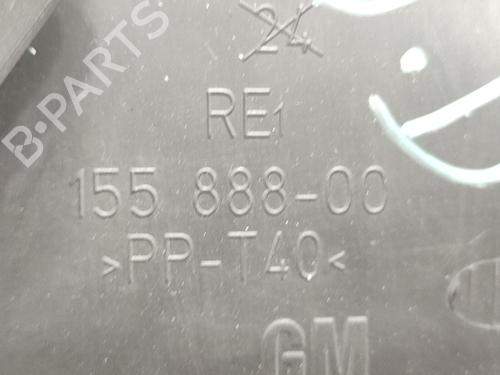 24
RE1
155 888-00
>PP-T40<
GM
B-PARTS